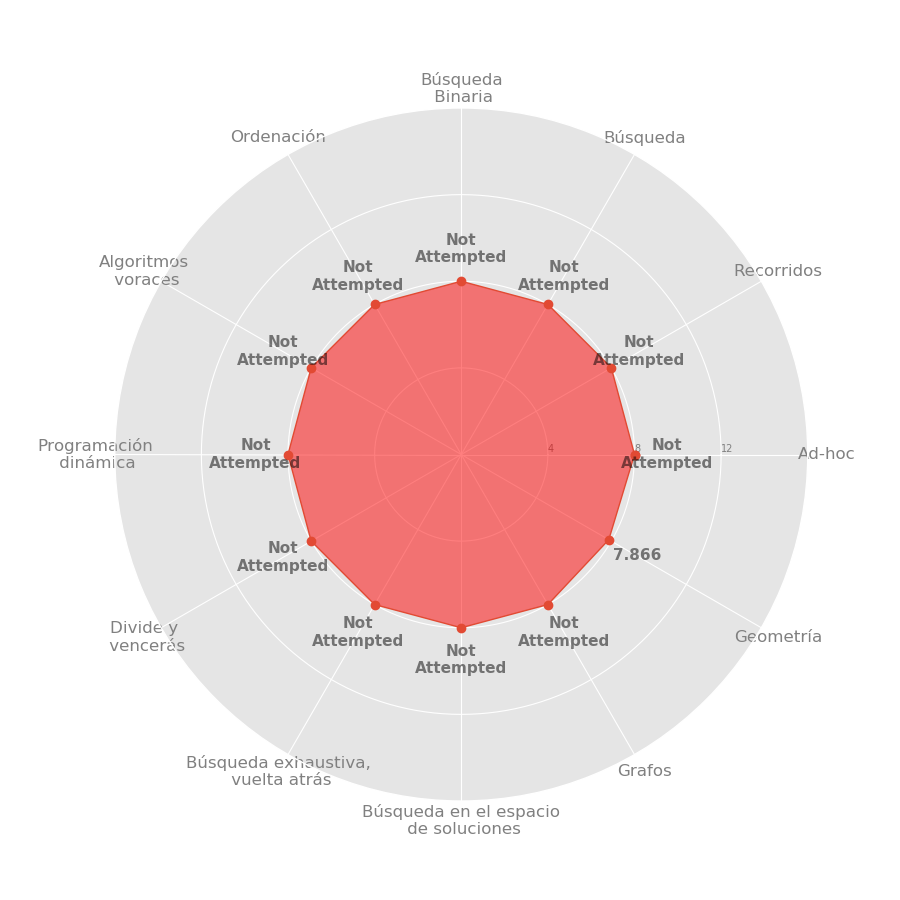 Búsqueda
Binaria
Ordenación
Búsqueda
Not
Attempted
Algoritmos
voraces
Not
Attempted
Not
Attempted
Recorridos
Not
Attempted
Not
Attempted
Programación
dinámica
Not
Attempted
4
8
Not
Attempted
12
Ad-hoc
Not
Attempted
7.866
Divide y
vencerás
Not
Attempted
Not
Attempted
Not
Attempted
Geometría
Búsqueda exhaustiva,
vuelta atrás
Grafos
Búsqueda en el espacio
de soluciones